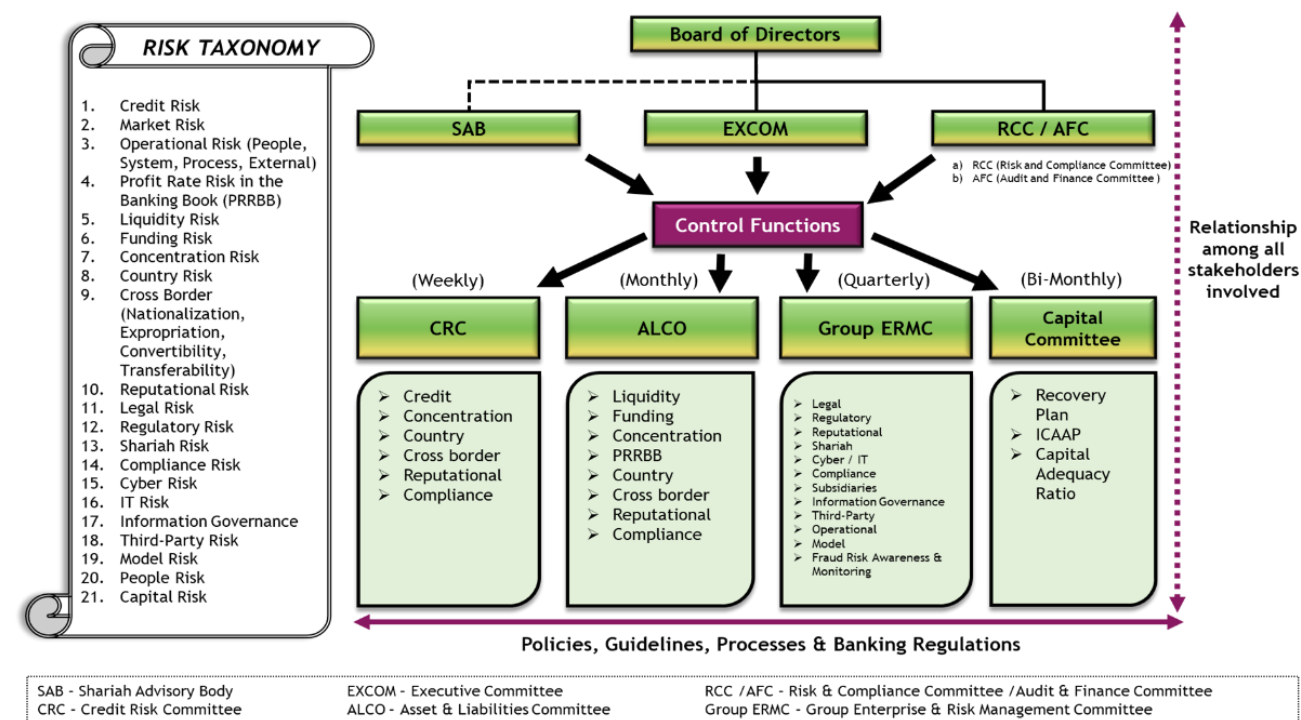 RISK TAXONOMY
1. Credit Risk
2. Market Risk
3. Operational Risk (People,
System, Process, External)
4. Profit Rate Risk in the
Banking Book (PRRBB)
5. Liquidity Risk
6. Funding Risk
7. Concentration Risk
8. Country Risk
9. Cross Border
(Nationalization,
Expropriation,
Convertibility,
Transferability)
10. Reputational Risk
11. Legal Risk
12. Regulatory Risk
13. Shariah Risk
14. Compliance Risk
15. Cyber Risk
16. IT Risk
17. Information Governance
18. Third-Party Risk
19. Model Risk
20. People Risk
21. Capital Risk
Board of Directors
SAB
EXCOM
RCC / AFC
a) RCC (Risk and Compliance Committee)
b) AFC (Audit and Finance Committee)
Control Functions
(Weekly)
(Monthly)
(Quarterly)
(Bi-Monthly)
CRC
ALCO
Group ERMC
Capital
Committee
➢ Credit
➢ Concentration
➢ Country
➢ Cross border
➢ Reputational
➢ Compliance
➢ Liquidity
➢ Funding
➢ Concentration
➢ PRRBB
➢ Country
➢ Cross border
➢ Reputational
➢ Compliance
➢ Legal
➢ Regulatory
➢ Reputational
➢ Shariah
➢ Cyber / IT
➢ Compliance
➢ Subsidiaries
➢ Information Governance
➢ Third-Party
➢ Operational
➢ Model
➢ Fraud Risk Awareness &
Monitoring
➢ Recovery
Plan
➢ ICAAP
➢ Capital
Adequacy
Ratio
Relationship
among all
stakeholders
involved
Policies, Guidelines, Processes & Banking Regulations
SAB - Shariah Advisory Body
EXCOM - Executive Committee
RCC /AFC - Risk & Compliance Committee /Audit & Finance Committee
CRC - Credit Risk Committee
ALCO - Asset & Liabilities Committee
Group ERMC - Group Enterprise & Risk Management Committee